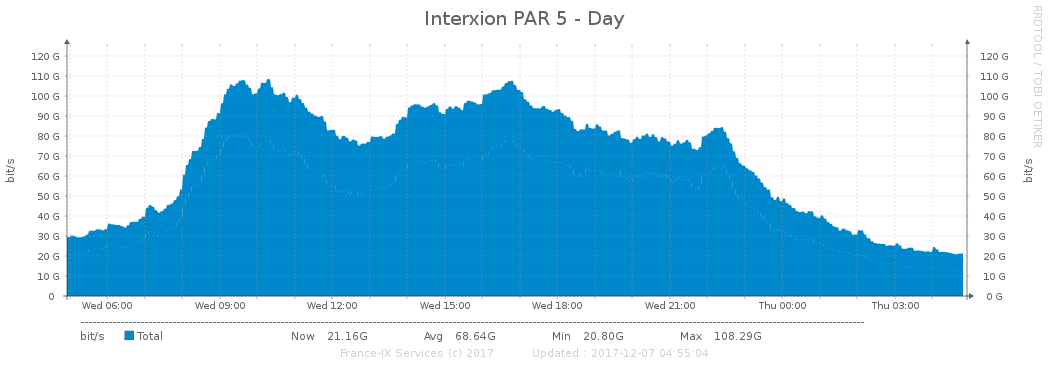 Interxion PAR 5 - Day
RRDTOOL / TOBI OETIKER
bit/s
120 G
110 G
100 G
90 G
80 G
70 G
60 G
50 G
40 G
30 G
20 G
10 G
0
120 G
110 G
100 G
90 G
80 G
70 G
60 G
50 G
40 G
30 G
20 G
10 G
0 G
bit/s
Wed 06:00 Wed 09:00 Wed 12:00 Wed 15:00 Wed 18:00 Wed 21:00 Thu 00:00 Thu 03:00
bit/s Total Now 21.16G Avg 68.64G Min 20.80G Max 108.29G
France-IX Services (c) 2017 Updated : 2017-12-07 04:55:04